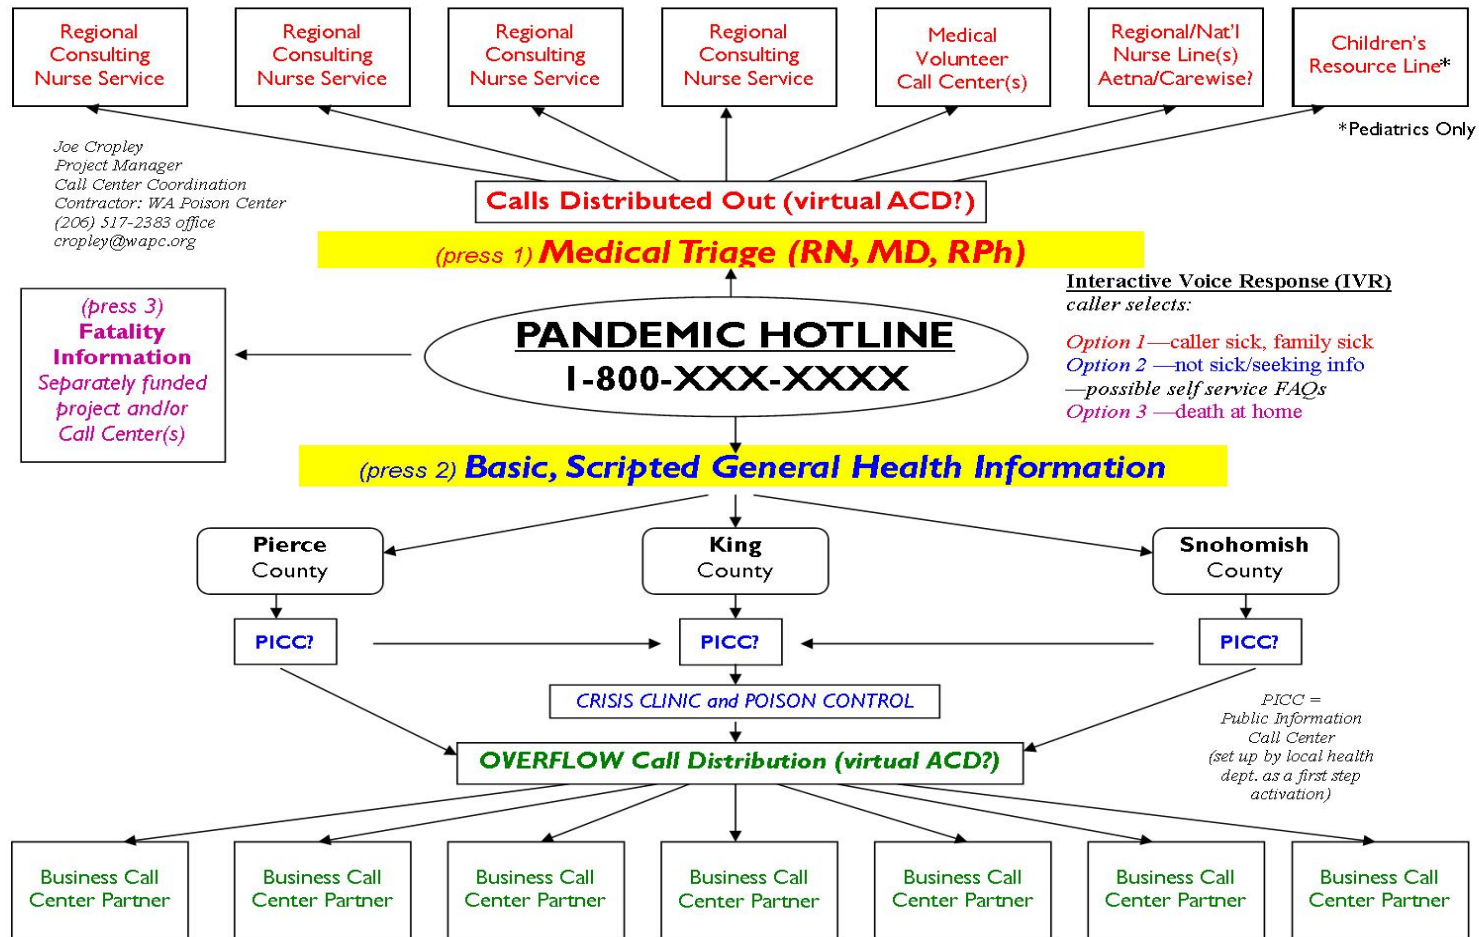 Regional
Consulting
Nurse Service
Regional
Consulting
Nurse Service
Regional
Consulting
Nurse Service
Regional
Consulting
Nurse Service
Medical
Volunteer
Call Center(s)
Regional/Nat'l
Nurse Line(s)
Aetna/Carewise?
Children's
Resource Line*
*Pediatrics Only
Joe Cropley
Project Manager
Call Center Coordination
Contractor: WA Poison Center
(206) 517-2383 office
cropley@wapc.org
Calls Distributed Out (virtual ACD?)
(press 1) Medical Triage (RN, MD, RPh)
(press 3)
Fatality
Information
Separately funded
project and/or
Call Center(s)
PANDEMIC HOTLINE
1-800-XXX-XXXX
Interactive Voice Response (IVR)
caller selects:
Option 1—caller sick, family sick
Option 2 —not sick/seeking info
—possible self service FAQs
Option 3 —death at home
(press 2) Basic, Scripted General Health Information
Pierce
County
King
County
Snohomish
County
PICC?
PICC?
PICC?
CRISIS CLINIC and POISON CONTROL
OVERFLOW Call Distribution (virtual ACD?)
PICC =
Public Information
Call Center
(set up by local health
dept. as a first step
activation)
Business Call
Center Partner
Business Call
Center Partner
Business Call
Center Partner
Business Call
Center Partner
Business Call
Center Partner
Business Call
Center Partner
Business Call
Center Partner